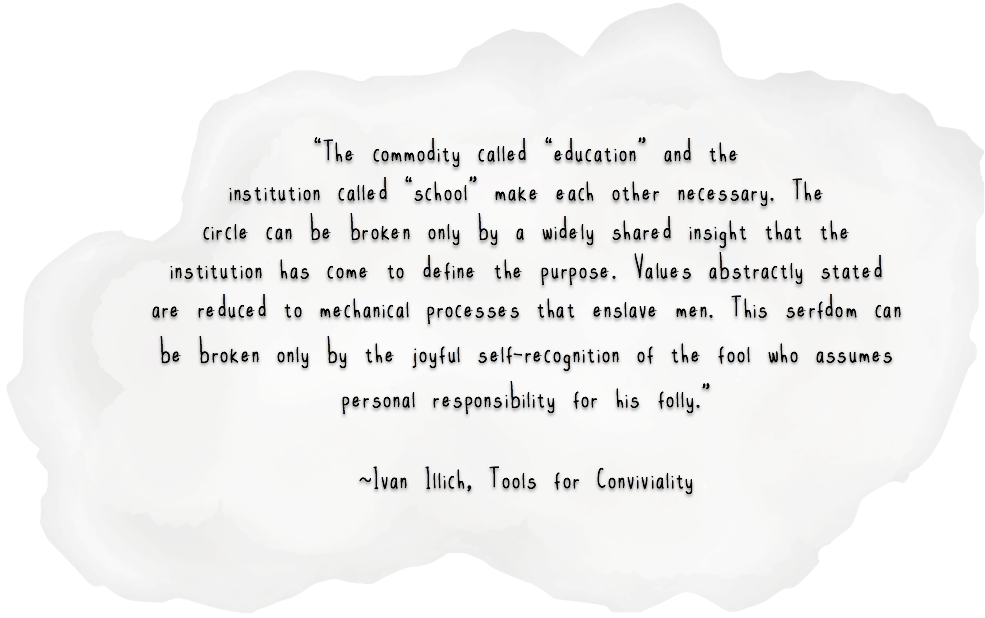 “The commodity called “education” and the
institution called “school” make each other necessary. The
circle can be broken only by a widely shared insight that the
institution has come to define the purpose. Values abstractly stated
are reduced to mechanical processes that enslave men. This serfdom can
be broken only by the joyful self-recognition of the fool who assumes
personal responsibility for his folly.”
~Ivan Illich, Tools for Conviviality